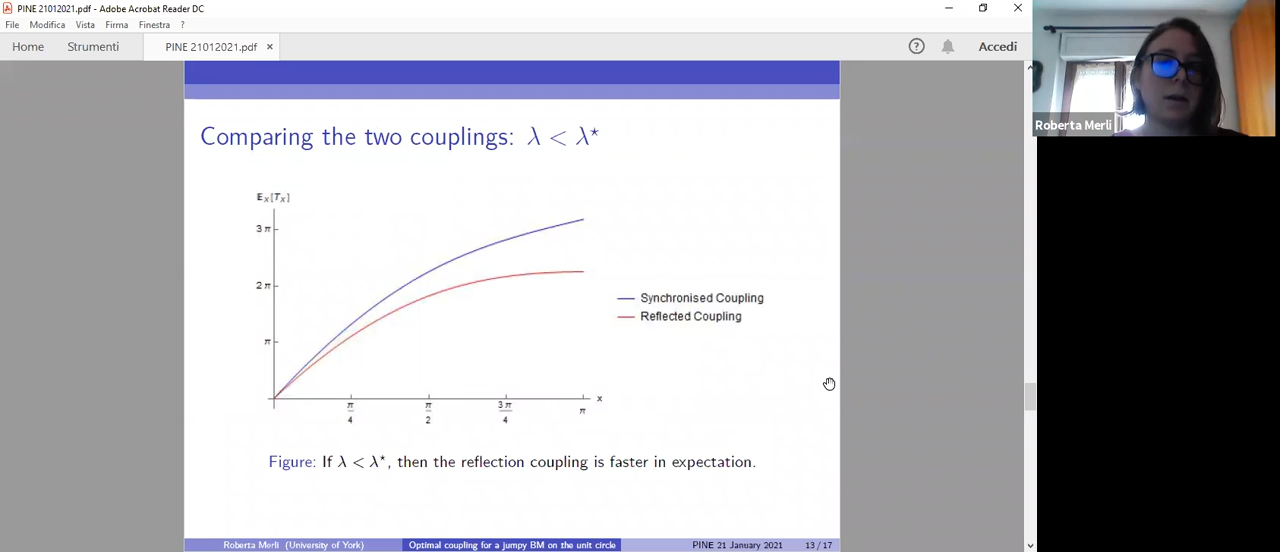 PINE 21012021.pdf - Adobe Acrobat Reader DC
File Modifica Vista Firma Finestra ?
Home Strumenti PINE 21012021.pdf × Accedi
Roberta Merli
Comparing the two couplings: λ < λ⋆
E_x[T_x]
3 π
2 π
π
Synchronised Coupling
Reflected Coupling
π/4 π/2 3 π/4 π x
Figure: If λ < λ⋆, then the reflection coupling is faster in expectation.
Roberta Merli (University of York) Optimal coupling for a jumpy BM on the unit circle PINE 21 January 2021 13 / 17